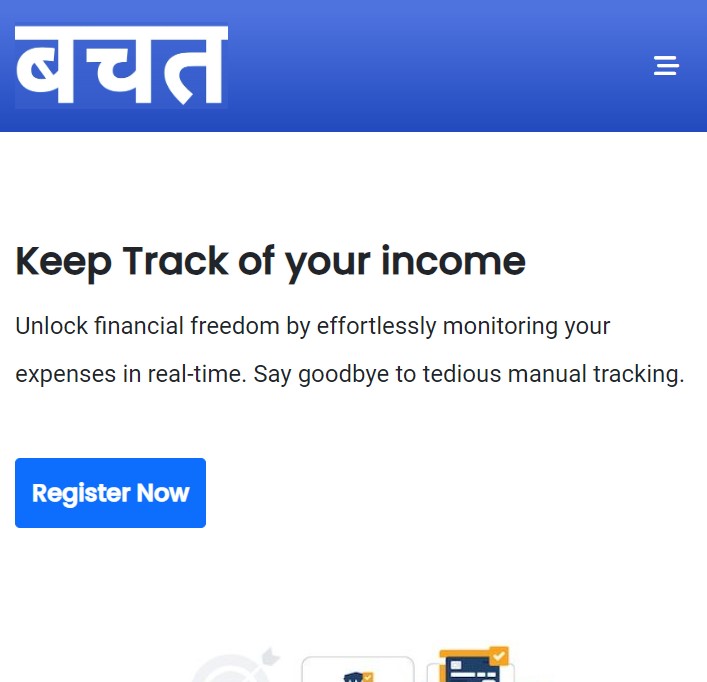 बचत
Keep Track of your income
Unlock financial freedom by effortlessly monitoring your
expenses in real-time. Say goodbye to tedious manual tracking.
Register Now